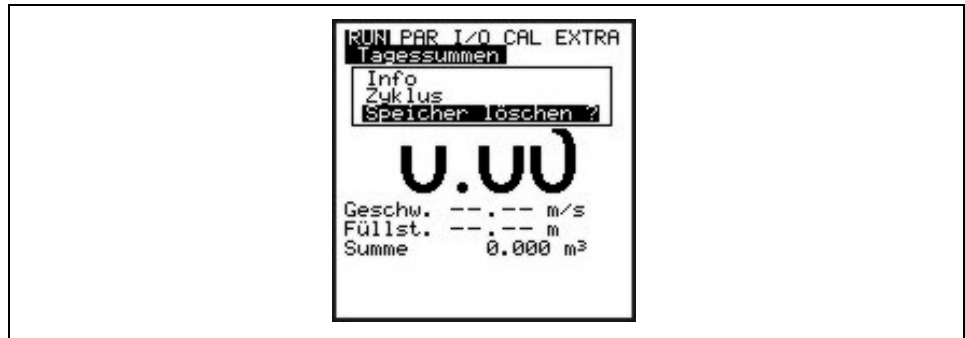 RUN PAR I/O CAL EXTRA
Tagessummen
Info
Zyklus
Speicher löschen ?
0.00
Geschw. --.-- m/s
Füllst. --.-- m
Summe 0.000 m³